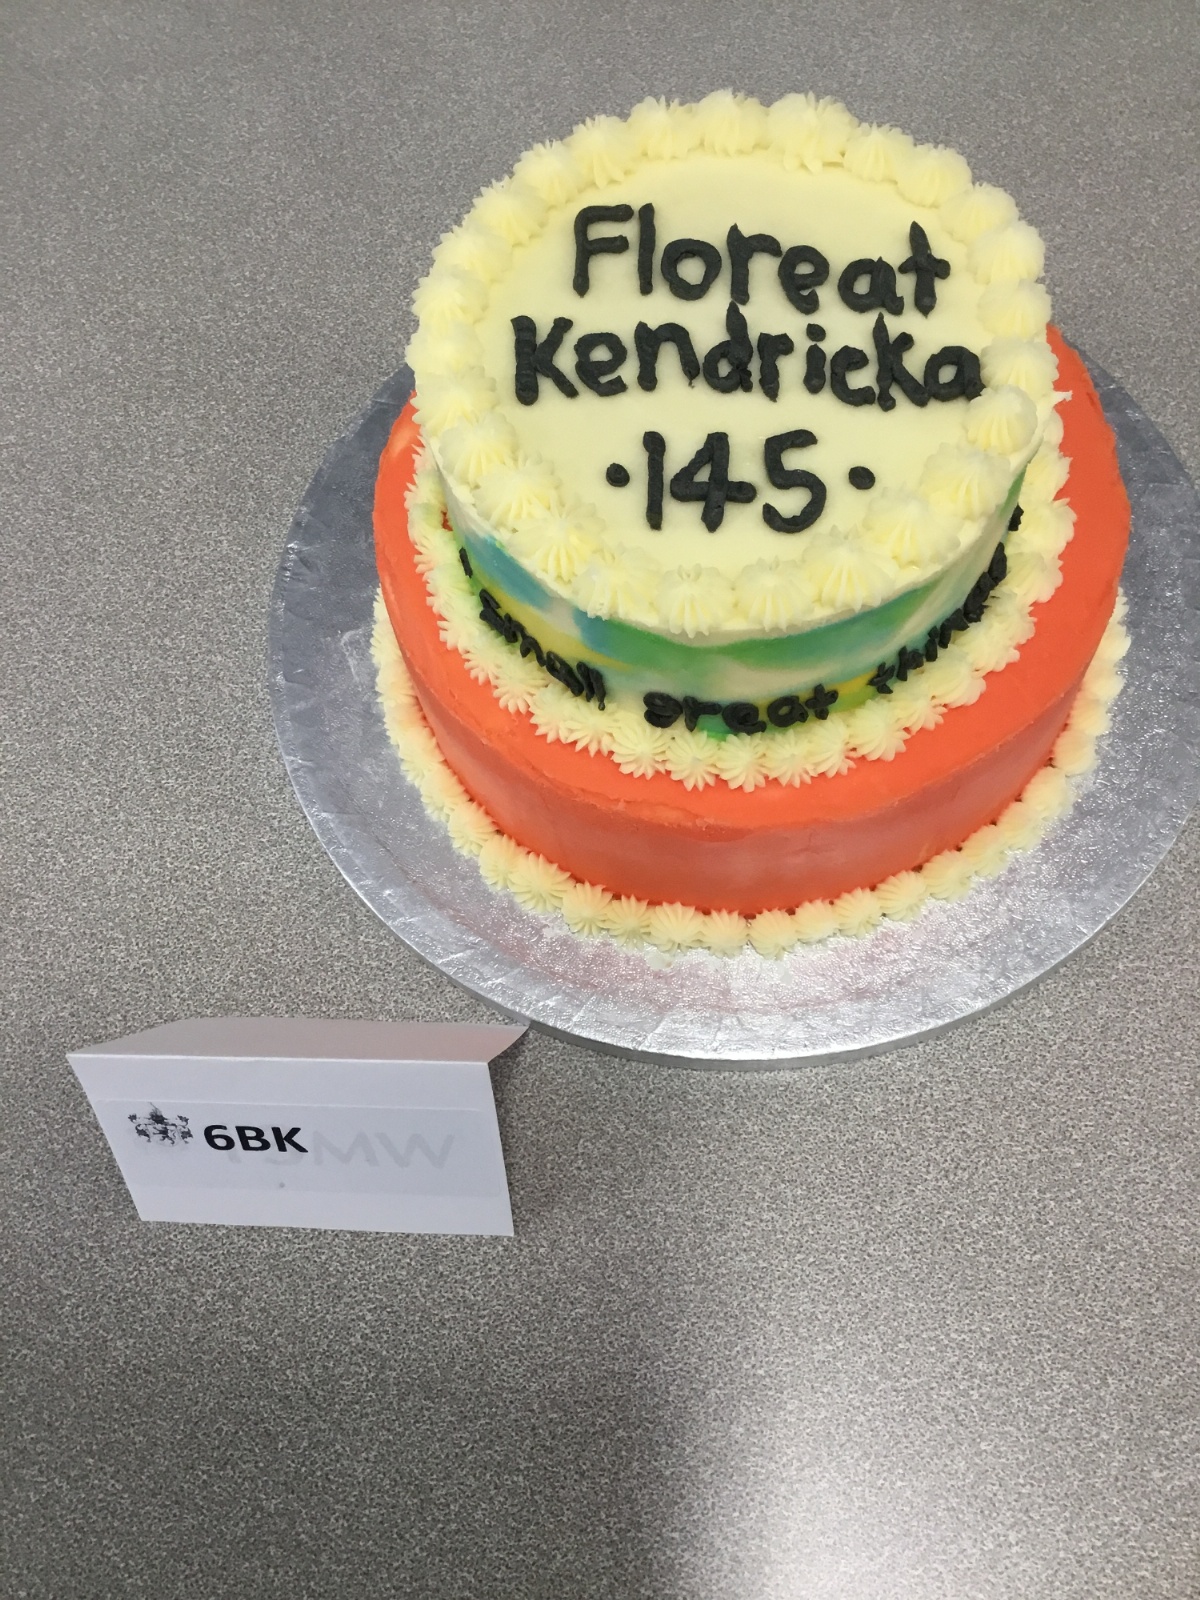 Floreat
Kendricka
·145·
small great things
6BK